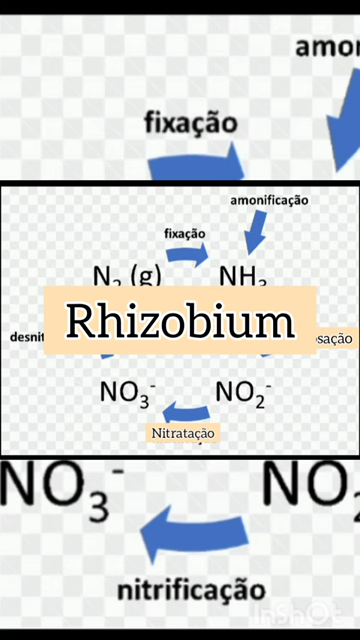 amon
fixação
amonificação
fixação
N₂ (g) NH₃
Rhizobium
desnit
sação
NO₃⁻ NO₂⁻
Nitratação
NO₃⁻ NO₂
nitrificação
InShOt